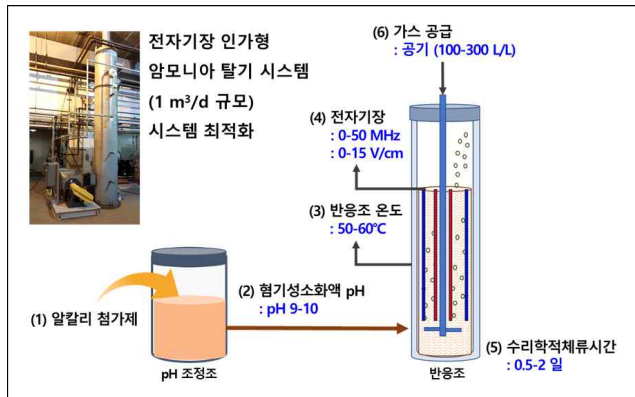 전자기장 인가형
암모니아 탈기 시스템
(1 m³/d 규모)
시스템 최적화
(6) 가스 공급
: 공기 (100-300 L/L)
(4) 전자기장
: 0-50 MHz
: 0-15 V/cm
(3) 반응조 온도
: 50-60℃
(2) 혐기성소화액 pH
: pH 9-10
(1) 알칼리 첨가제
pH 조정조
(5) 수리학적체류시간
: 0.5-2 일
반응조